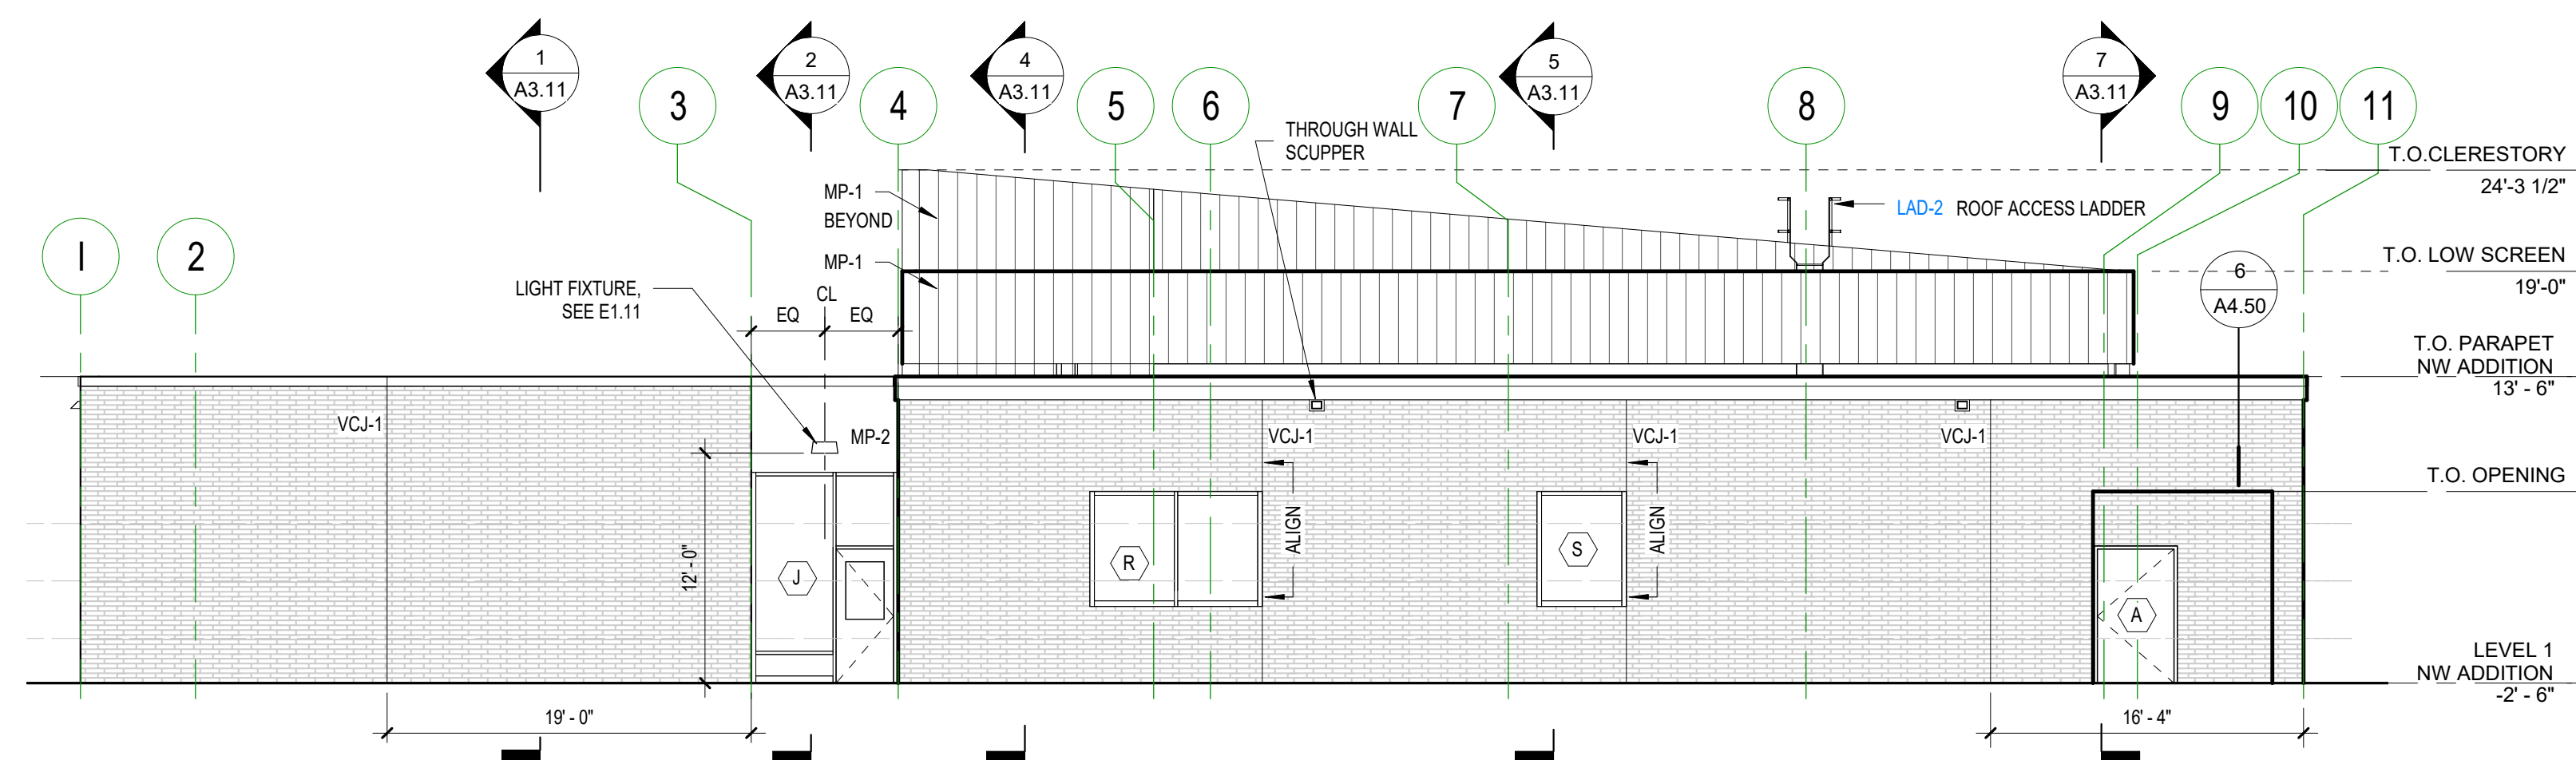 1
A3.11
2
A3.11
4
A3.11
5
A3.11
7
A3.11
3
4
5
6
7
8
9
10
11
THROUGH WALL
SCUPPER
T.O.CLERESTORY
24'-3 1/2"
MP-1
BEYOND
LAD-2 ROOF ACCESS LADDER
1
2
MP-1
T.O. LOW SCREEN
19'-0"
6
A4.50
LIGHT FIXTURE,
SEE E1.11
CL
EQ
EQ
T.O. PARAPET
NW ADDITION
13' - 6"
VCJ-1
MP-2
VCJ-1
VCJ-1
VCJ-1
T.O. OPENING
ALIGN
ALIGN
12' - 0"
J
R
S
A
LEVEL 1
NW ADDITION
-2' - 6"
19' - 0"
16' - 4"